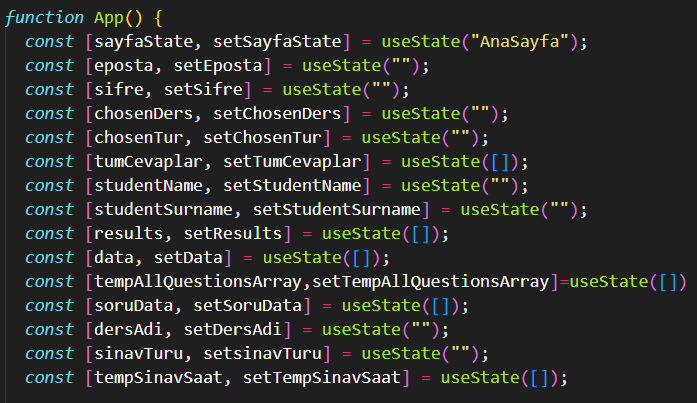 function App() {
  const [sayfaState, setSayfaState] = useState("AnaSayfa");
  const [eposta, setEposta] = useState("");
  const [sifre, setSifre] = useState("");
  const [chosenDers, setChosenDers] = useState("");
  const [chosenTur, setChosenTur] = useState("");
  const [tumCevaplar, setTumCevaplar] = useState([]);
  const [studentName, setStudentName] = useState("");
  const [studentSurname, setStudentSurname] = useState("");
  const [results, setResults] = useState([]);
  const [data, setData] = useState([]);
  const [tempAllQuestionsArray,setTempAllQuestionsArray]=useState([])
  const [soruData, setSoruData] = useState([]);
  const [dersAdi, setDersAdi] = useState("");
  const [sinavTuru, setsinavTuru] = useState("");
  const [tempSinavSaat, setTempSinavSaat] = useState([]);